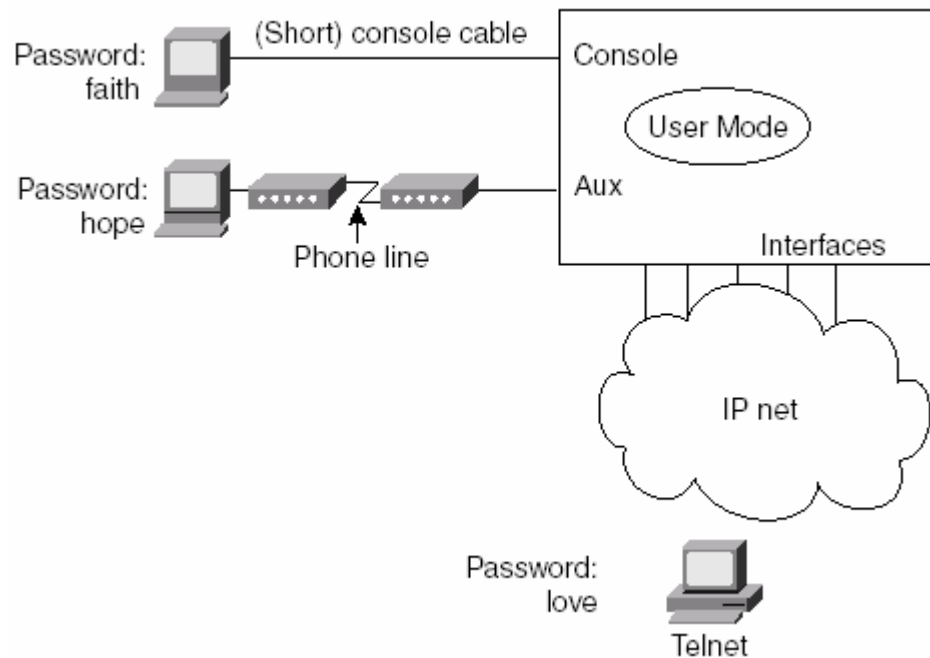 Password:
faith
(Short) console cable
Console
User Mode
Password:
hope
Phone line
Aux
Interfaces
IP net
Password:
love
Telnet